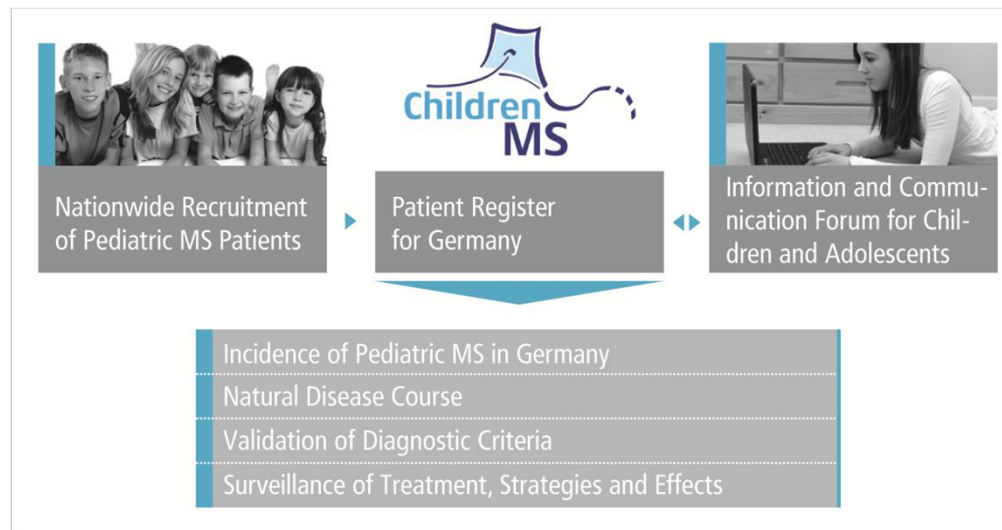 Children
MS
Nationwide Recruitment
of Pediatric MS Patients
Patient Register
for Germany
Information and Commu-
nication Forum for Chil-
dren and Adolescents
Incidence of Pediatric MS in Germany
Natural Disease Course
Validation of Diagnostic Criteria
Surveillance of Treatment, Strategies and Effects